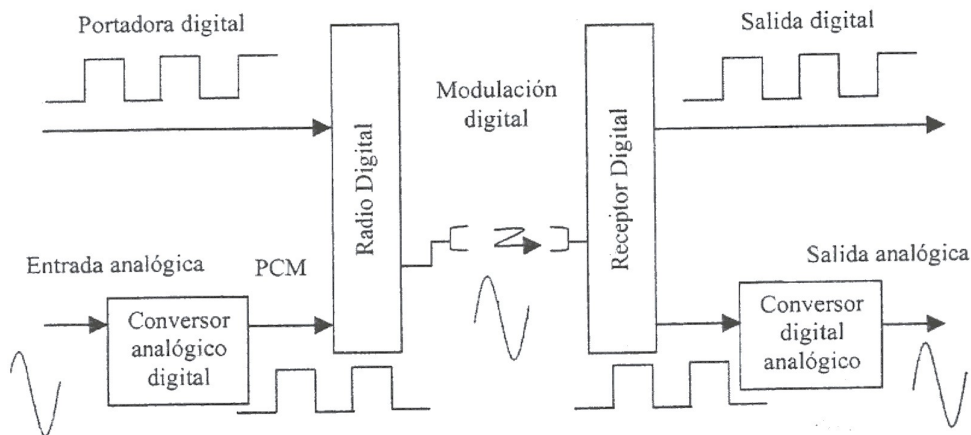 Portadora digital
Salida digital
Modulación
digital
Radio Digital
Receptor Digital
Entrada analógica
PCM
Salida analógica
Conversor
analógico
digital
Conversor
digital
analógico